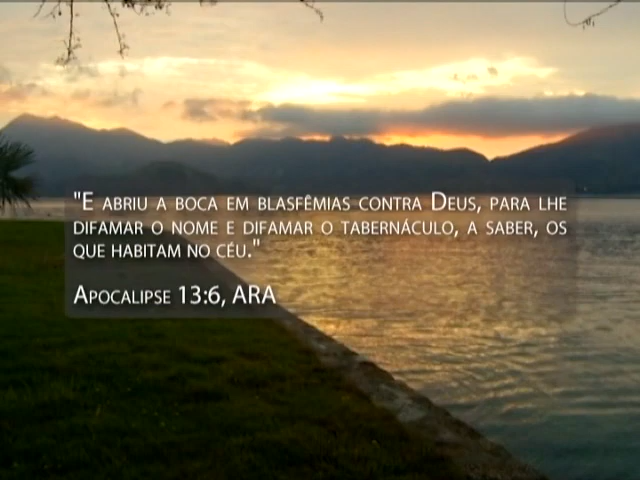 "E abriu a boca em blasfêmias contra Deus, para lhe
difamar o nome e difamar o tabernáculo, a saber, os
que habitam no céu."
Apocalipse 13:6, ARA